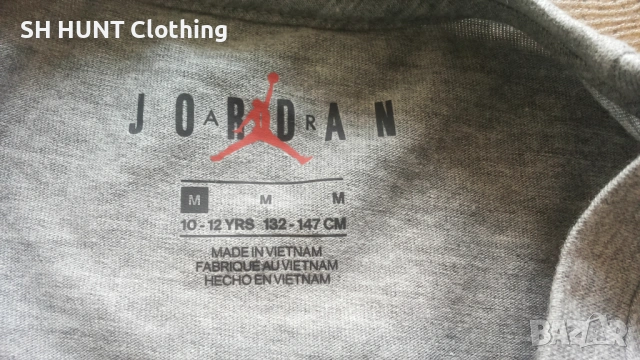 SH HUNT Clothing
JORDAN
AIR
M M M
10-12 YRS 132-147 CM
MADE IN VIETNAM
FABRIQUÉ AU VIETNAM
HECHO EN VIETNAM
BAZAR